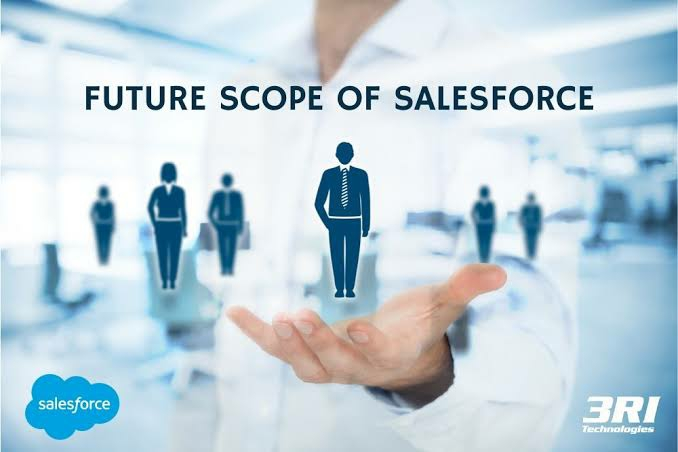 FUTURE SCOPE OF SALESFORCE
salesforce
3RI
Technologies